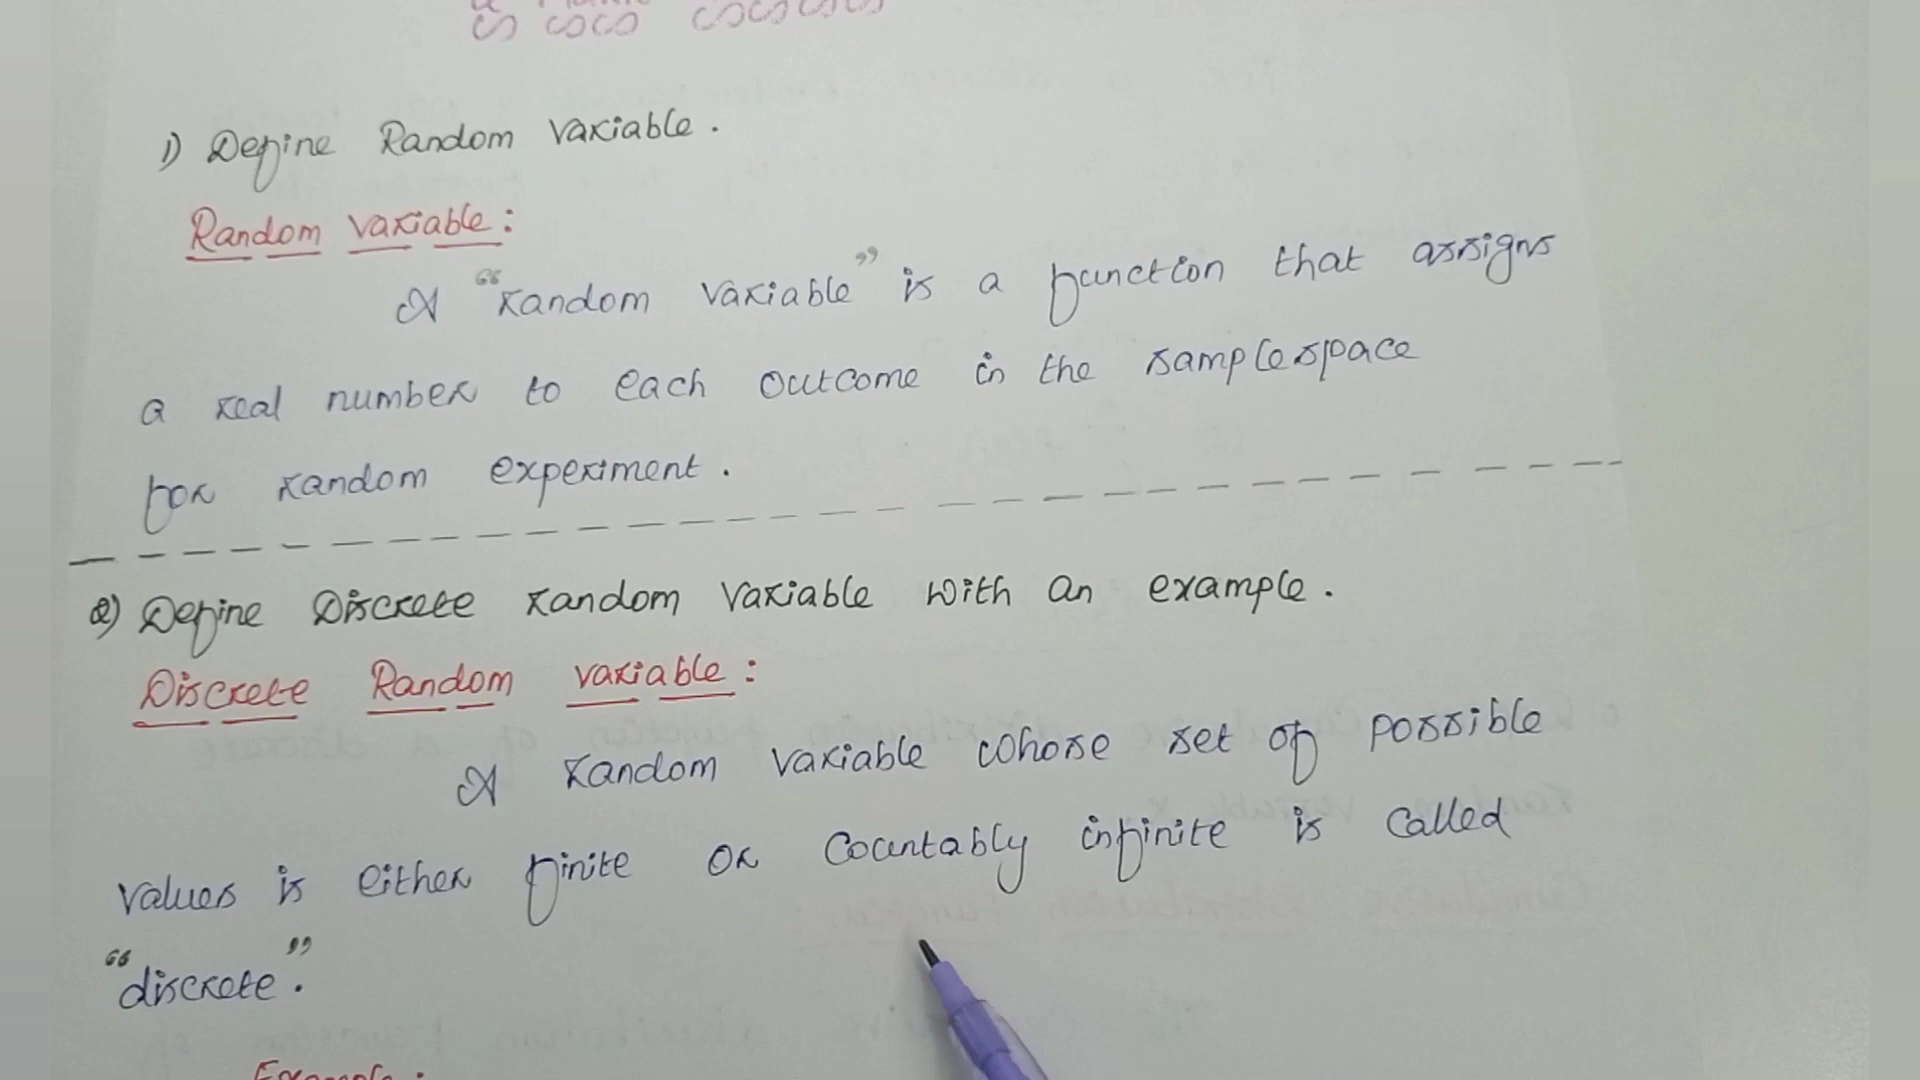 1) Define Random Variable.
Random Variable:
A "random Variable" is a function that assigns
a real number to each outcome in the samplespace
for random experiment.
2) Define Discrete random Variable with an example.
Discrete Random variable:
A random variable whose set of possible
values is either finite or Countably infinite is called
"discrete".
Example: